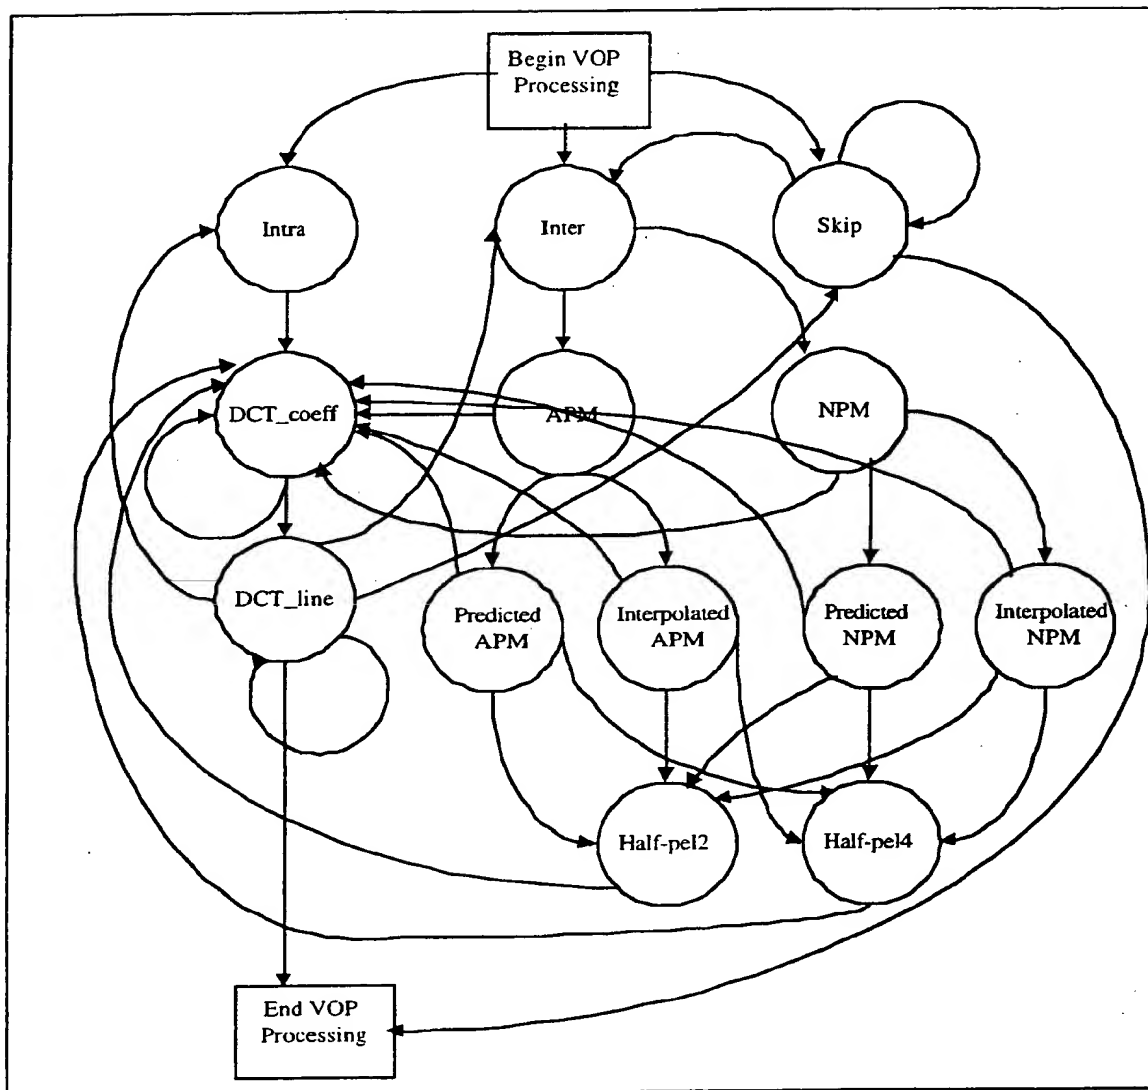 Begin VOP
Processing
Intra
Inter
Skip
DCT_coeff
APM
NPM
DCT_line
Predicted
APM
Interpolated
APM
Predicted
NPM
Interpolated
NPM
Half-pel2
Half-pel4
End VOP
Processing